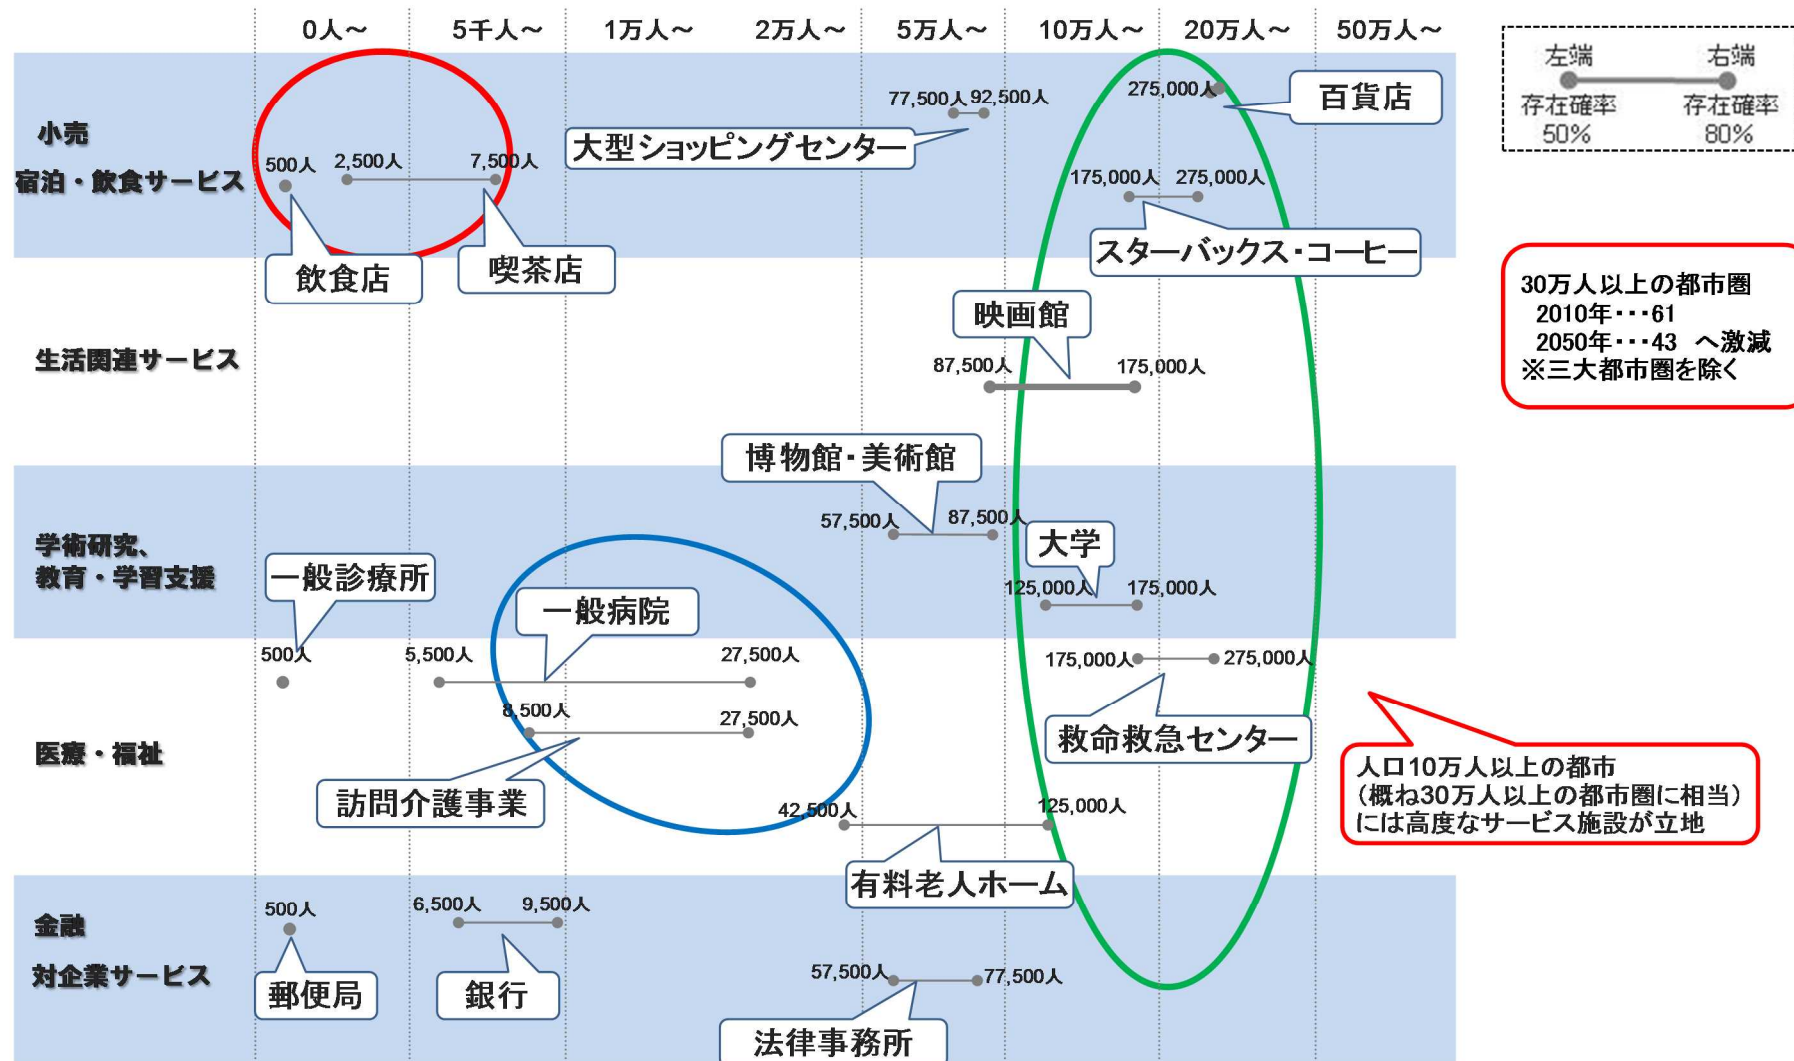 0人～ 5千人～ 1万人～ 2万人～ 5万人～ 10万人～ 20万人～ 50万人～
左端 右端
存在確率 存在確率
50% 80%
小売
宿泊・飲食サービス
77,500人 92,500人
275,000人
百貨店
大型ショッピングセンター
500人 2,500人 7,500人
175,000人 275,000人
飲食店
喫茶店
スターバックス・コーヒー
30万人以上の都市圏
2010年・・・61
2050年・・・43 へ激減
※三大都市圏を除く
生活関連サービス
映画館
87,500人 175,000人
学術研究、
教育・学習支援
博物館・美術館
57,500人 87,500人
大学
125,000人 175,000人
医療・福祉
一般診療所
500人
一般病院
5,500人 27,500人
8,500人 27,500人
訪問介護事業
175,000人 275,000人
救命救急センター
42,500人 125,000人
有料老人ホーム
人口10万人以上の都市
（概ね30万人以上の都市圏に相当）
には高度なサービス施設が立地
金融
対企業サービス
500人
郵便局
6,500人 9,500人
銀行
57,500人 77,500人
法律事務所